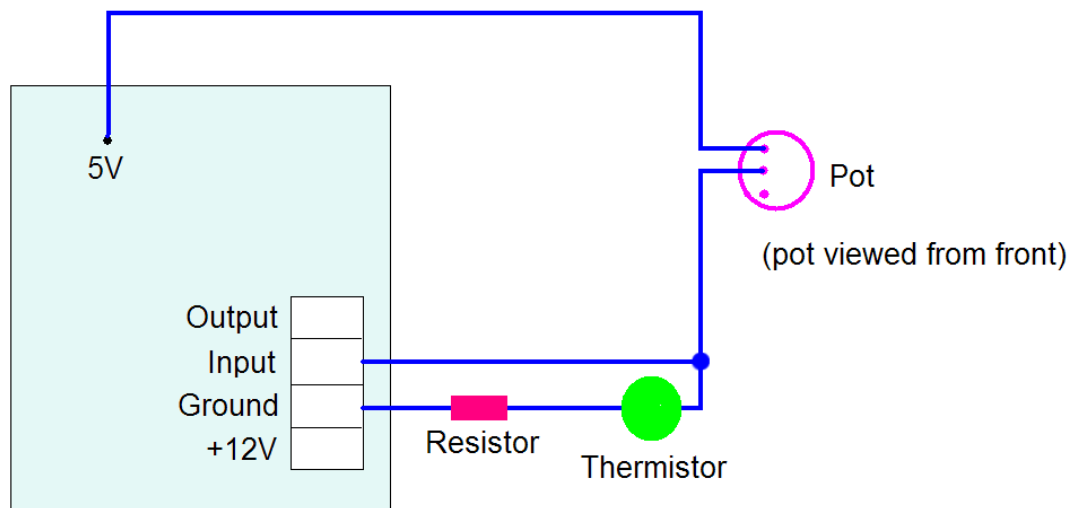 5V
Pot
(pot viewed from front)
Output
Input
Ground
+12V
Resistor
Thermistor